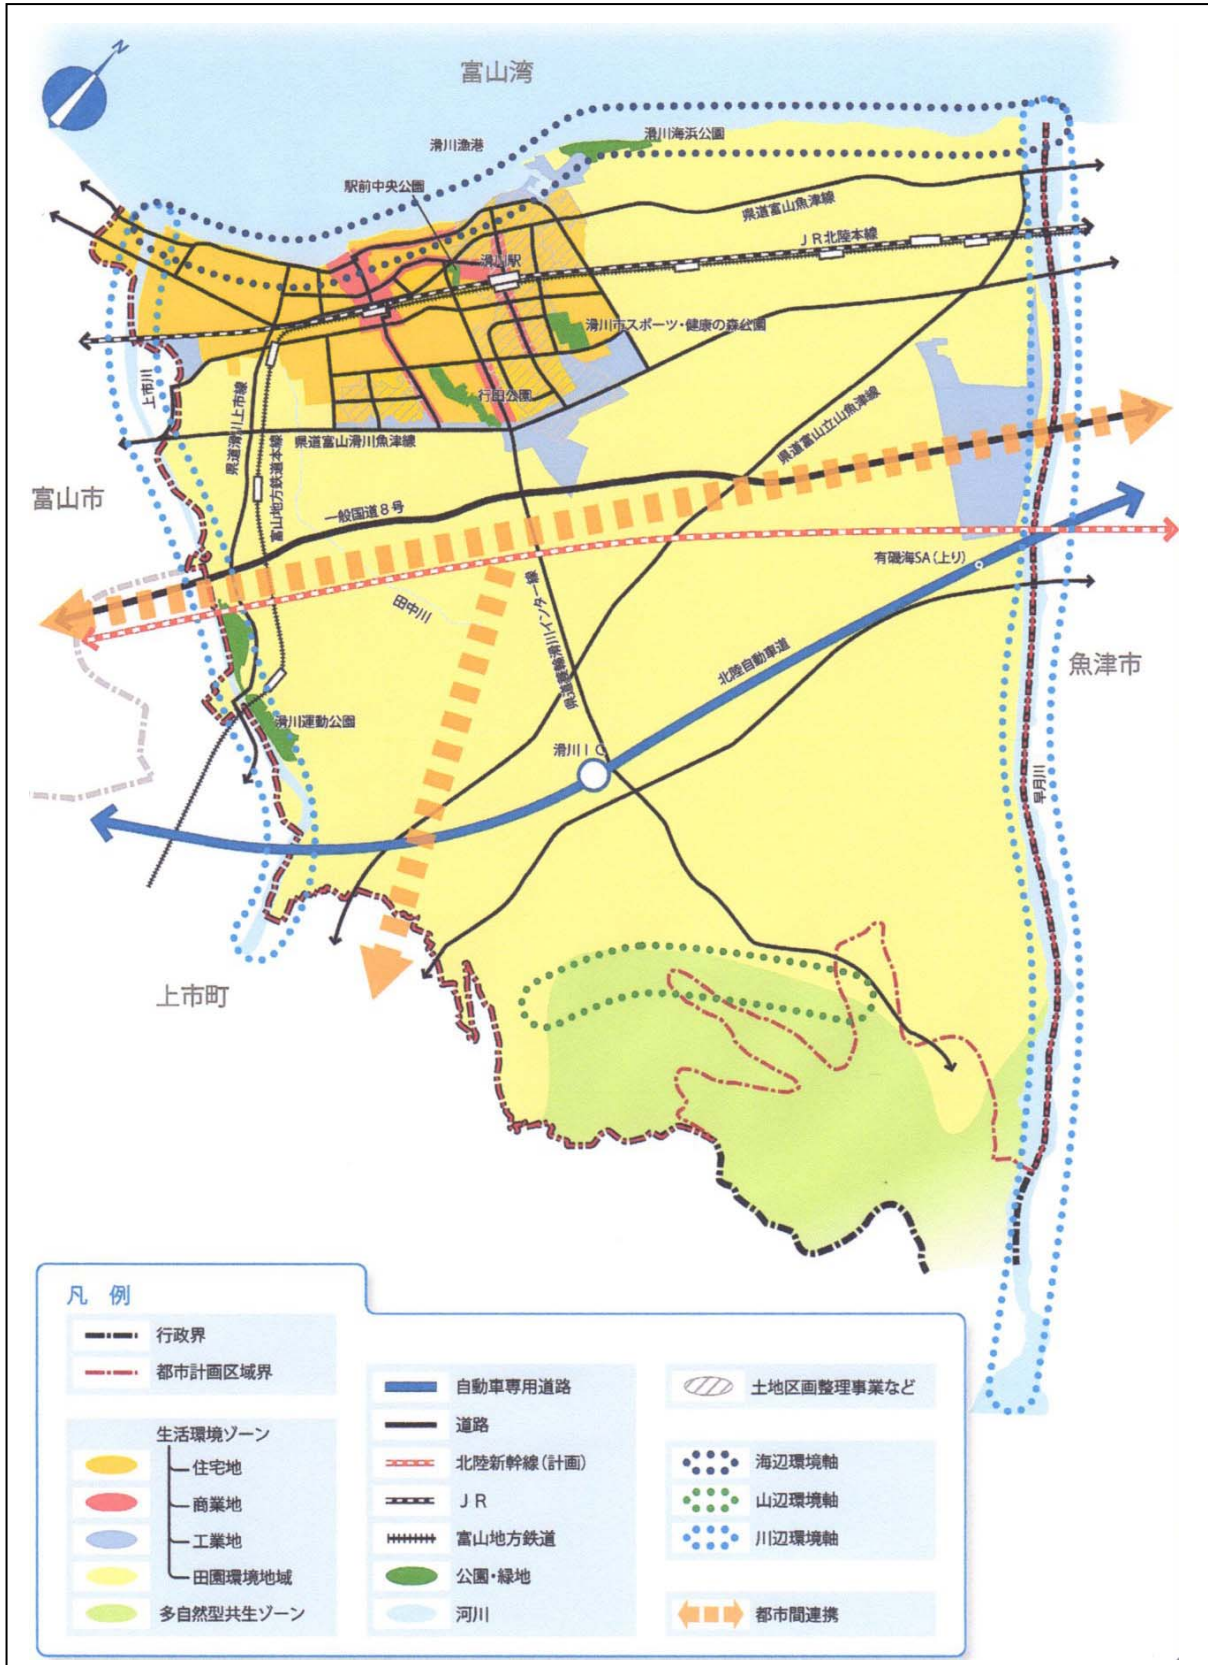 N
富山湾
滑川海浜公園
滑川漁港
駅前中央公園
県道富山魚津線
JR北陸本線
滑川駅
滑川市スポーツ・健康の森公園
上市川
行田公園
県道滑川上市線
富山地方鉄道本線
県道富山滑川魚津線
県道富山立山魚津線
富山市
一般国道8号
有磯海SA(上り)
田中川
県道蓑輪滑川インター線
北陸自動車道
魚津市
滑川運動公園
滑川IC
早月川
上市町
凡 例
行政界
都市計画区域界
生活環境ゾーン
住宅地
商業地
工業地
田園環境地域
多自然型共生ゾーン
自動車専用道路
道路
北陸新幹線(計画)
JR
富山地方鉄道
公園・緑地
河川
土地区画整理事業など
海辺環境軸
山辺環境軸
川辺環境軸
都市間連携